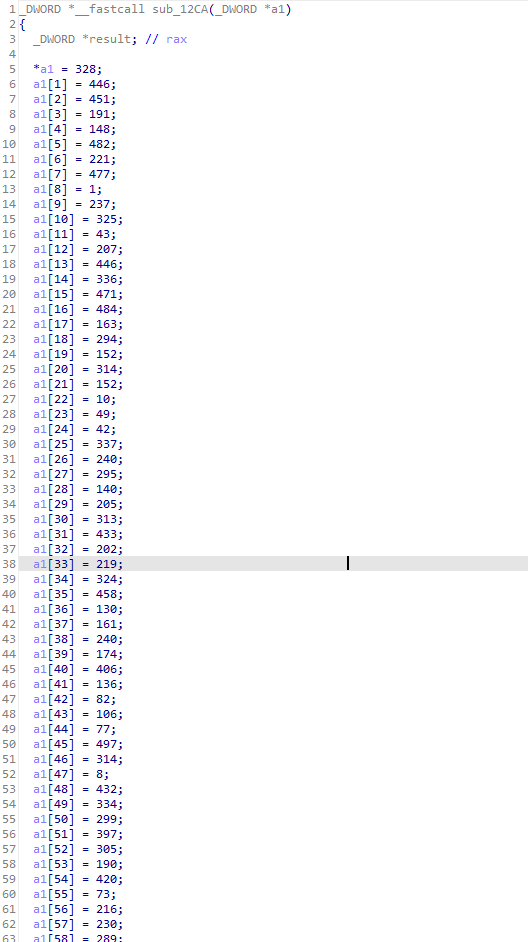 1 _DWORD *__fastcall sub_12CA(_DWORD *a1)
2 {
3 _DWORD *result; // rax
4
5 *a1 = 328;
6 a1[1] = 446;
7 a1[2] = 451;
8 a1[3] = 191;
9 a1[4] = 148;
10 a1[5] = 482;
11 a1[6] = 221;
12 a1[7] = 477;
13 a1[8] = 1;
14 a1[9] = 237;
15 a1[10] = 325;
16 a1[11] = 43;
17 a1[12] = 207;
18 a1[13] = 446;
19 a1[14] = 336;
20 a1[15] = 471;
21 a1[16] = 484;
22 a1[17] = 163;
23 a1[18] = 294;
24 a1[19] = 152;
25 a1[20] = 314;
26 a1[21] = 152;
27 a1[22] = 10;
28 a1[23] = 49;
29 a1[24] = 42;
30 a1[25] = 337;
31 a1[26] = 240;
32 a1[27] = 295;
33 a1[28] = 140;
34 a1[29] = 205;
35 a1[30] = 313;
36 a1[31] = 433;
37 a1[32] = 202;
38 a1[33] = 219;
39 a1[34] = 324;
40 a1[35] = 458;
41 a1[36] = 130;
42 a1[37] = 161;
43 a1[38] = 240;
44 a1[39] = 174;
45 a1[40] = 406;
46 a1[41] = 136;
47 a1[42] = 82;
48 a1[43] = 106;
49 a1[44] = 77;
50 a1[45] = 497;
51 a1[46] = 314;
52 a1[47] = 8;
53 a1[48] = 432;
54 a1[49] = 334;
55 a1[50] = 299;
56 a1[51] = 397;
57 a1[52] = 305;
58 a1[53] = 190;
59 a1[54] = 420;
60 a1[55] = 73;
61 a1[56] = 216;
62 a1[57] = 230;
63 a1[58] = 289;